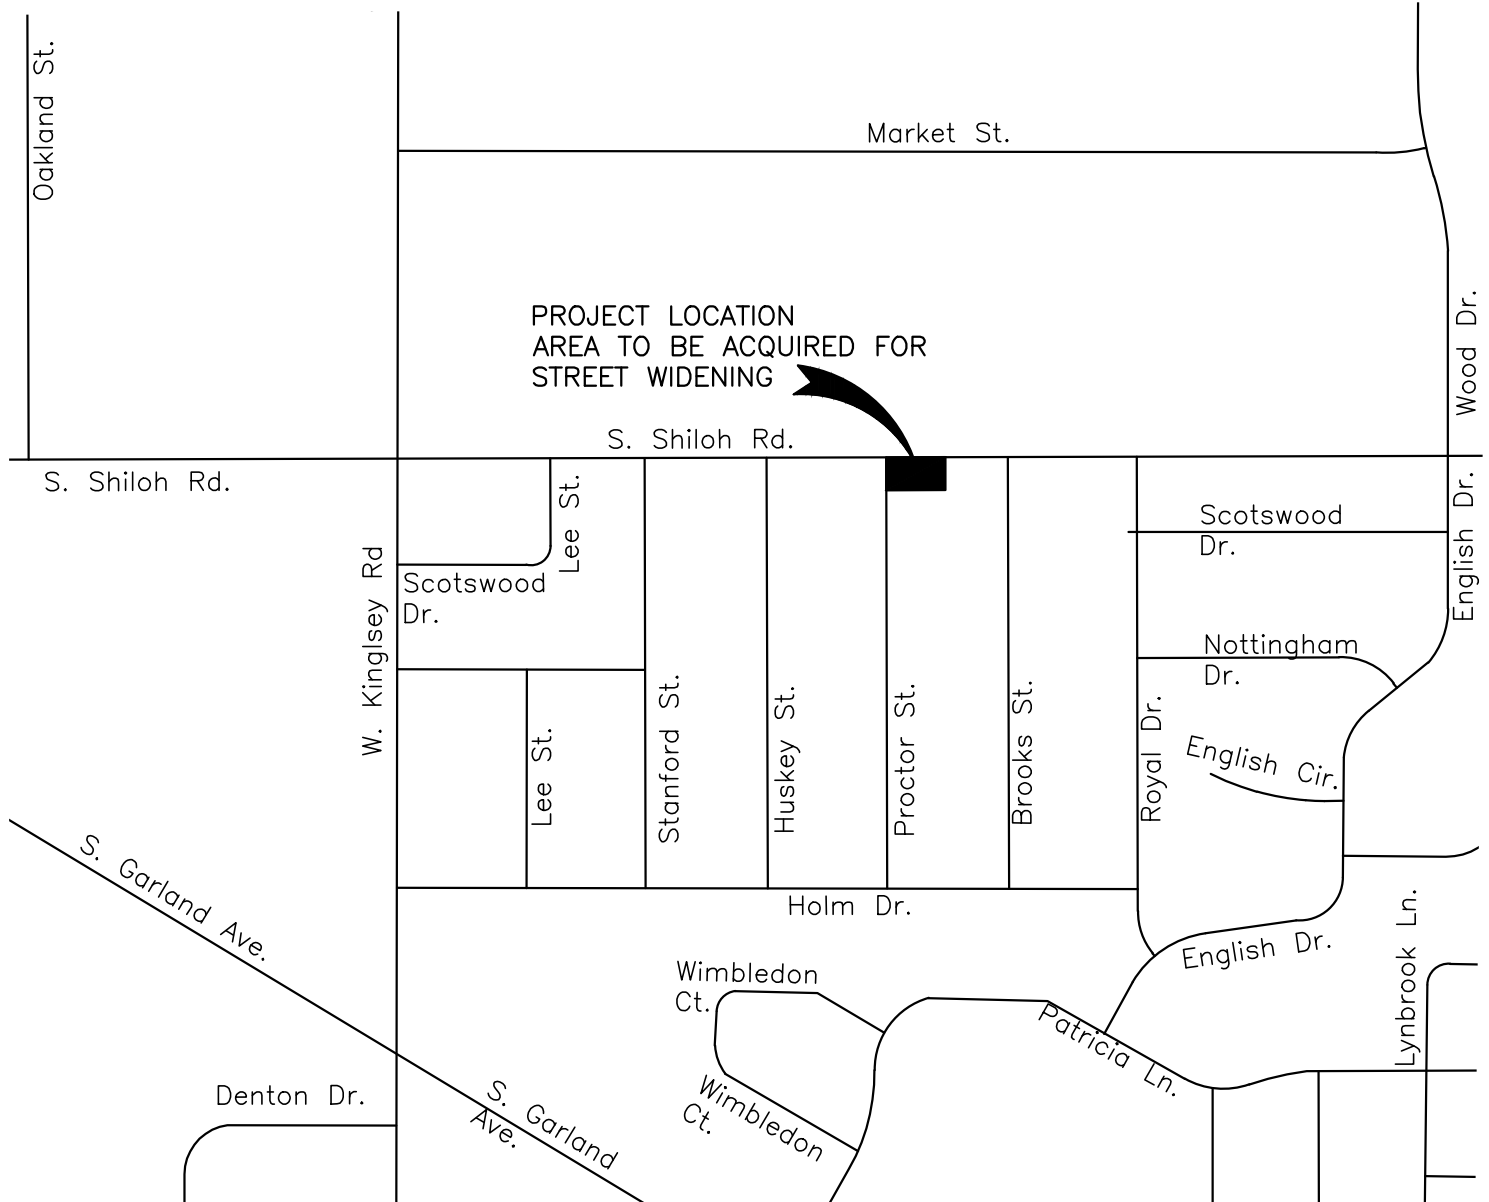 Oakland St.
Market St.
PROJECT LOCATION
AREA TO BE ACQUIRED FOR
STREET WIDENING
Wood Dr.
S. Shiloh Rd.
S. Shiloh Rd.
Lee St.
Scotswood
Dr.
English Dr.
W. Kinglsey Rd
Scotswood
Dr.
Nottingham
Dr.
Lee St.
Stanford St.
Huskey St.
Proctor St.
Brooks St.
Royal Dr.
English Cir.
S. Garland Ave.
Holm Dr.
English Dr.
Lynbrook Ln.
Wimbledon
Ct.
Patricia Ln.
Denton Dr.
S. Garland
Ave.
Wimbledon
Ct.